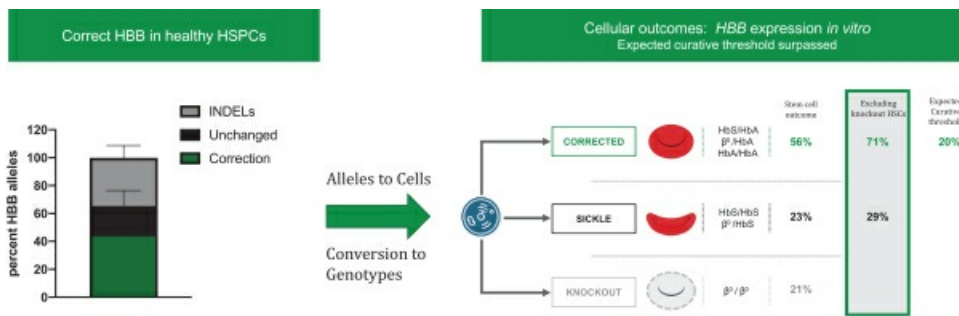 Correct HBB in healthy HSPCs
Cellular outcomes: HBB expression in vitro
Expected curative threshold surpassed
INDELs
Unchanged
Correction
percent HBB alleles
120
100
80
60
40
20
0
Alleles to Cells
Conversion to
Genotypes
Stem cell
outcome
Excluding
knockout HSCs
Expected
Curative
threshold
CORRECTED
HbS/HbA
β⁰/HbA
HbA/HbA
56%
71%
20%
SICKLE
HbS/HbS
β⁰/HbS
23%
29%
KNOCKOUT
β⁰/β⁰
21%